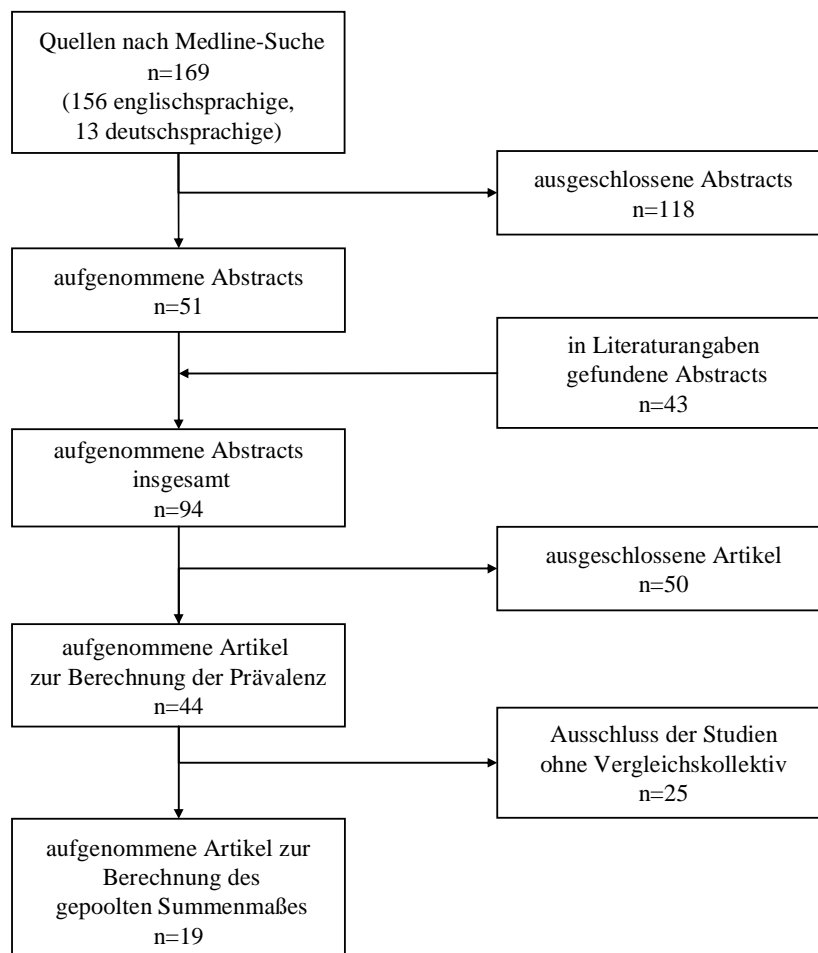 Quellen nach Medline-Suche
n=169
(156 englischsprachige,
13 deutschsprachige)
ausgeschlossene Abstracts
n=118
aufgenommene Abstracts
n=51
in Literaturangaben
gefundene Abstracts
n=43
aufgenommene Abstracts
insgesamt
n=94
ausgeschlossene Artikel
n=50
aufgenommene Artikel
zur Berechnung der Prävalenz
n=44
Ausschluss der Studien
ohne Vergleichskollektiv
n=25
aufgenommene Artikel zur
Berechnung des
gepoolten Summenmaßes
n=19